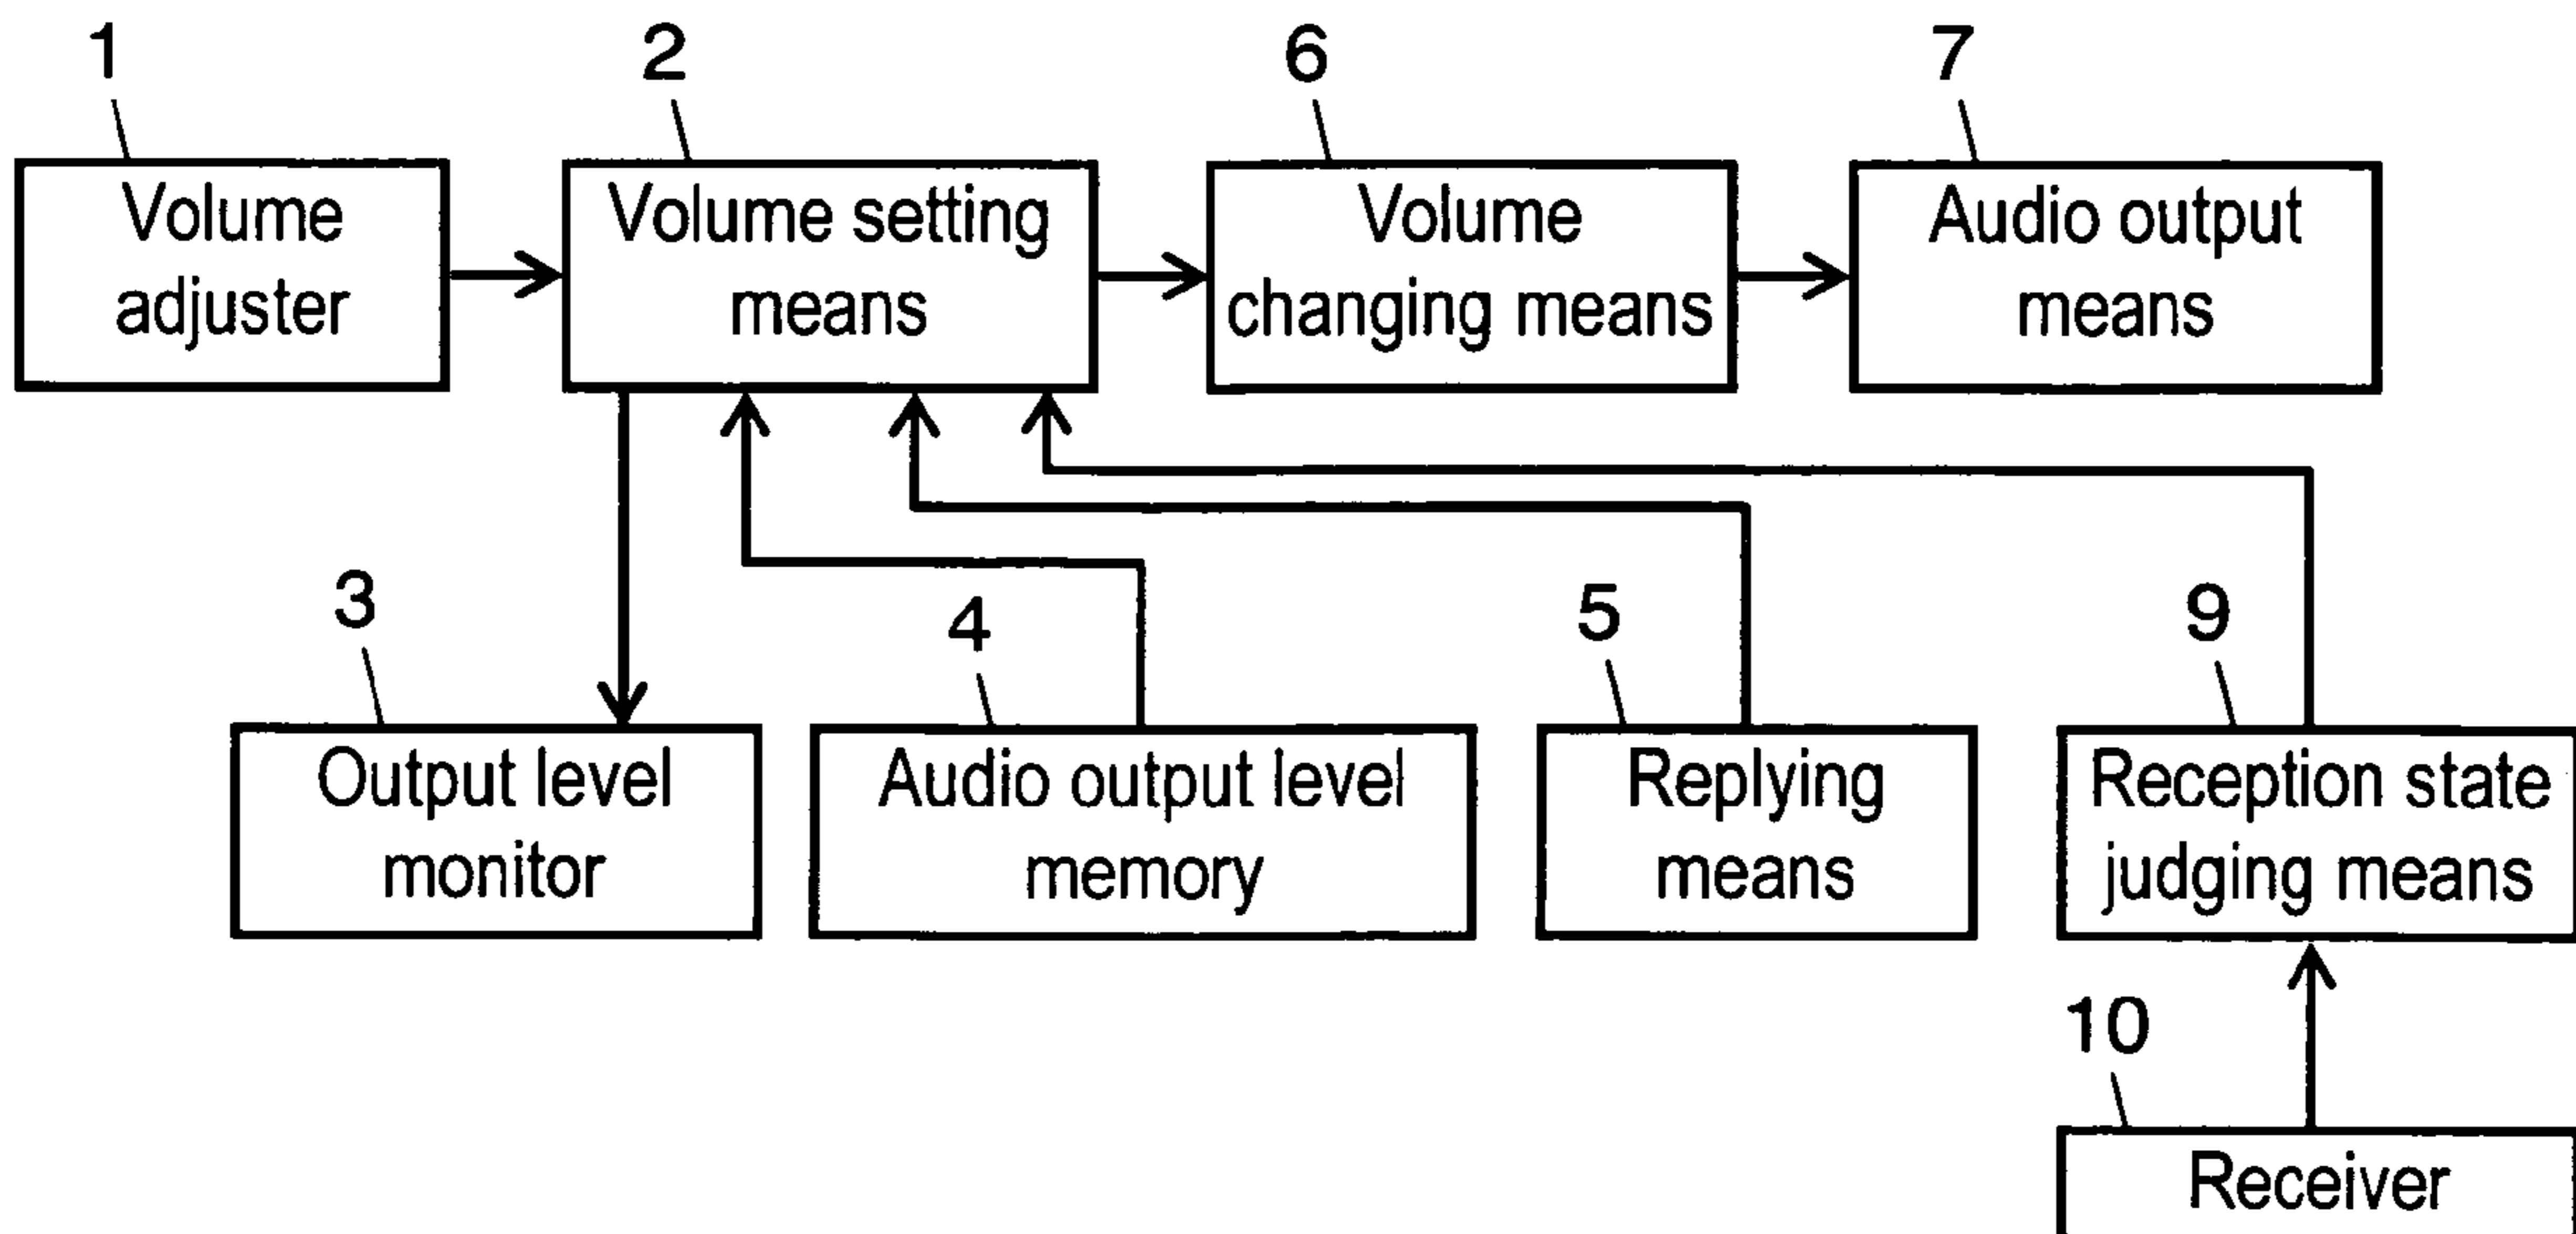 1
2
6
7
Volume
adjuster
Volume setting
means
Volume
changing means
Audio output
means
3
4
5
9
Output level
monitor
Audio output level
memory
Replying
means
Reception state
judging means
10
Receiver